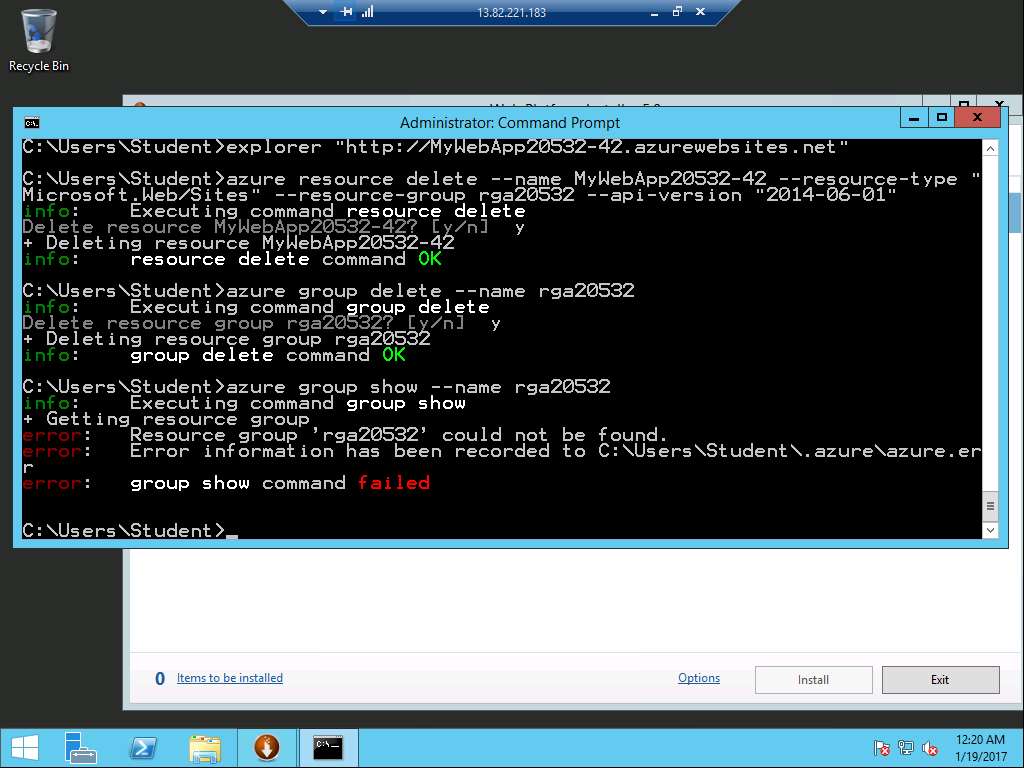 13.82.221.183
Recycle Bin
Administrator: Command Prompt
C:\Users\Student>explorer "http://MyWebApp20532-42.azurewebsites.net"
C:\Users\Student>azure resource delete --name MyWebApp20532-42 --resource-type "
Microsoft.Web/Sites" --resource-group rga20532 --api-version "2014-06-01"
info:    Executing command resource delete
Delete resource MyWebApp20532-42? [y/n]  y
+ Deleting resource MyWebApp20532-42
info:    resource delete command OK
C:\Users\Student>azure group delete --name rga20532
info:    Executing command group delete
Delete resource group rga20532? [y/n]  y
+ Deleting resource group rga20532
info:    group delete command OK
C:\Users\Student>azure group show --name rga20532
info:    Executing command group show
+ Getting resource group
error:   Resource group 'rga20532' could not be found.
error:   Error information has been recorded to C:\Users\Student\.azure\azure.er
r
error:   group show command failed
C:\Users\Student>_
0 Items to be installed
Options
Install
Exit
12:20 AM
1/19/2017